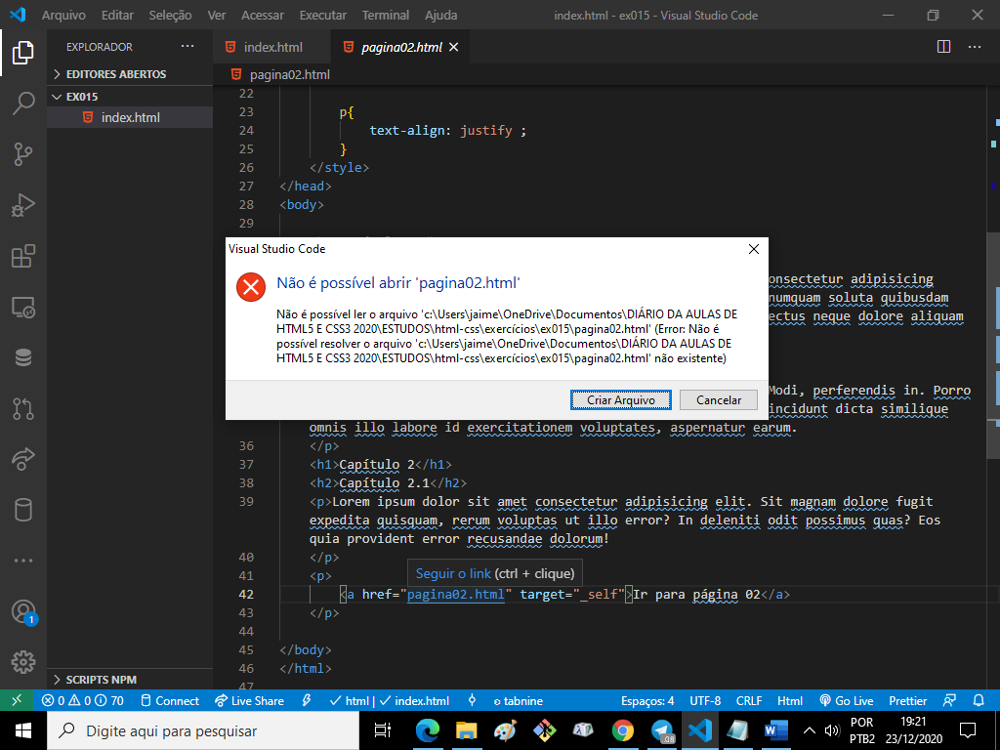 Arquivo Editar Seleção Ver Acessar Executar Terminal Ajuda index.html - ex015 - Visual Studio Code
EXPLORADOR ...
index.html pagina02.html
EDITORES ABERTOS
pagina02.html
EX015
index.html
22
23 p{
24 text-align: justify ;
25 }
26 </style>
27 </head>
28 <body>
29
Visual Studio Code
Não é possível abrir 'pagina02.html'
Não é possível ler o arquivo 'c:\Users\jaime\OneDrive\Documentos\DIÁRIO DA AULAS DE
HTML5 E CSS3 2020\ESTUDOS\html-css\exercícios\ex015\pagina02.html' (Error: Não é
possível resolver o arquivo 'c:\Users\jaime\OneDrive\Documentos\DIÁRIO DA AULAS DE
HTML5 E CSS3 2020\ESTUDOS\html-css\exercícios\ex015\pagina02.html' não existente)
Criar Arquivo Cancelar
onsectetur adipisicing
numquam soluta quibusdam
ectus neque dolore aliquam
Modi, perferendis in. Porro
incidunt dicta similique
omnis illo labore id exercitationem voluptates, aspernatur earum.
36 </p>
37 <h1>Capítulo 2</h1>
38 <h2>Capítulo 2.1</h2>
39 <p>Lorem ipsum dolor sit amet consectetur adipisicing elit. Sit magnam dolore fugit
expedita quisquam, rerum voluptas ut illo error? In deleniti odit possimus quas? Eos
quia provident error recusandae dolorum!
40 </p>
Seguir o link (ctrl + clique)
41 <p>
42 <a href="pagina02.html" target="_self">Ir para página 02</a>
43 </p>
44
45 </body>
46 </html>
47
1
SCRIPTS NPM
0 0 70 Connect Live Share html | index.html tabnine Espaços: 4 UTF-8 CRLF Html Go Live Prettier
Digite aqui para pesquisar
.08
POR
PTB2
19:21
23/12/2020